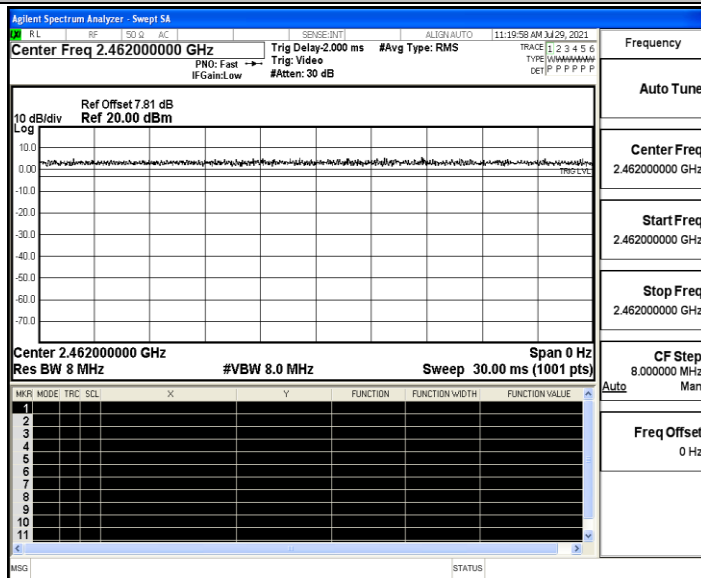 Agilent Spectrum Analyzer - Swept SA
RL RF 50 Ω AC SENSE:INT ALIGN AUTO 11:19:58 AM Jul 29, 2021
Center Freq 2.462000000 GHz
PNO: Fast
IFGain:Low
Trig Delay-2.000 ms
Trig: Video
#Atten: 30 dB
#Avg Type: RMS
TRACE 1 2 3 4 5 6
TYPE WWWWWW
DET P P P P P P
Ref Offset 7.81 dB
10 dB/div Ref 20.00 dBm
Log
10.0
0.00
TRIG LVL
-10.0
-20.0
-30.0
-40.0
-50.0
-60.0
-70.0
Center 2.462000000 GHz Span 0 Hz
Res BW 8 MHz #VBW 8.0 MHz Sweep 30.00 ms (1001 pts)
MKR MODE TRC SCL X Y FUNCTION FUNCTION WIDTH FUNCTION VALUE
1
2
3
4
5
6
7
8
9
10
11
MSG STATUS
Frequency
Auto Tune
Center Freq
2.462000000 GHz
Start Freq
2.462000000 GHz
Stop Freq
2.462000000 GHz
CF Step
8.000000 MHz
Auto Man
Freq Offset
0 Hz